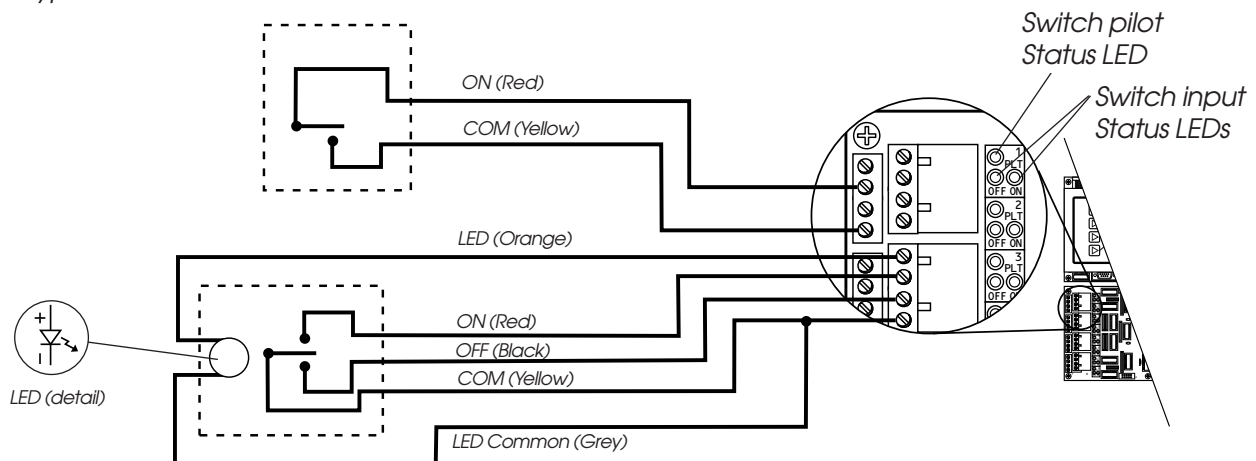 Switch pilot
Status LED
Switch input
Status LEDs
ON (Red)
COM (Yellow)
1
PLT
OFF ON
2
PLT
OFF ON
3
PLT
LED (Orange)
ON (Red)
OFF (Black)
COM (Yellow)
LED (detail)
LED Common (Grey)